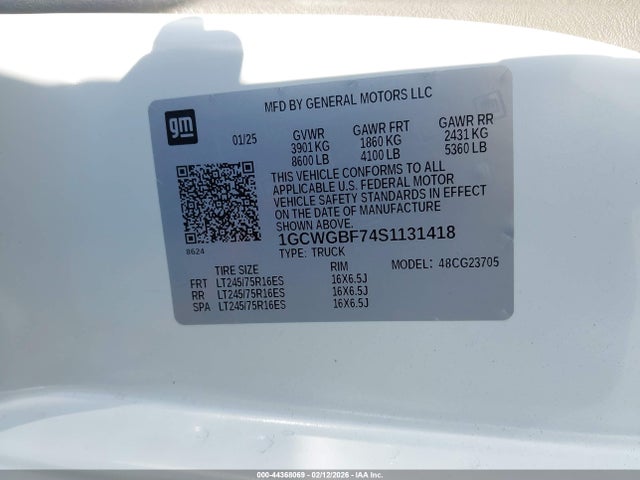 MFD BY GENERAL MOTORS LLC
gm
01/25
GVWR GAWR FRT GAWR RR
3901 KG 1860 KG 2431 KG
8600 LB 4100 LB 5360 LB
THIS VEHICLE CONFORMS TO ALL
APPLICABLE U.S. FEDERAL MOTOR
VEHICLE SAFETY STANDARDS IN EFFECT
ON THE DATE OF MANUFACTURE
SHOWN ABOVE.
8624
1GCWGBF74S1131418
TYPE: TRUCK
MODEL: 48CG23705
TIRE SIZE RIM
FRT LT245/75R16ES 16X6.5J
RR LT245/75R16ES 16X6.5J
SPA LT245/75R16ES 16X6.5J
000-44368069 - 02/12/2026 - IAA Inc.